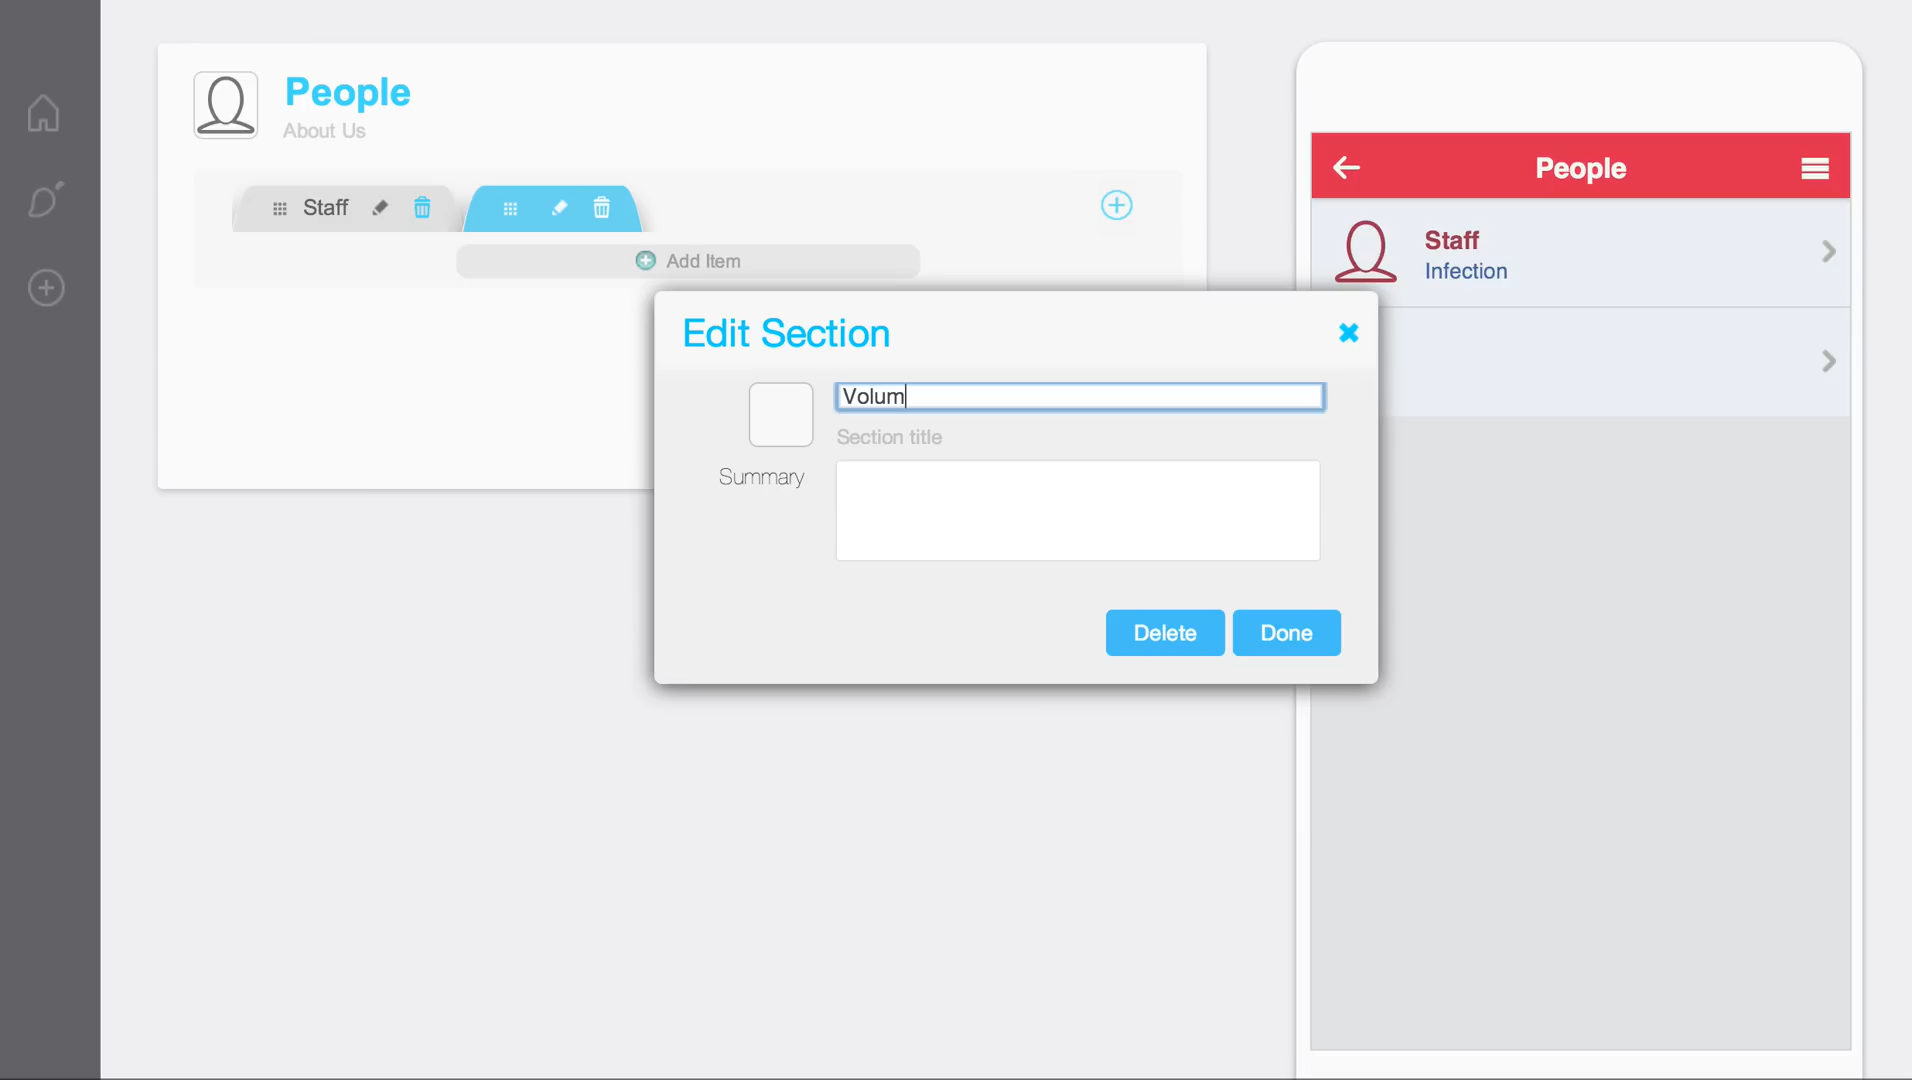 People
About Us
Staff
Add Item
Edit Section
Volum
Section title
Summary
Delete
Done
People
Staff
Infection